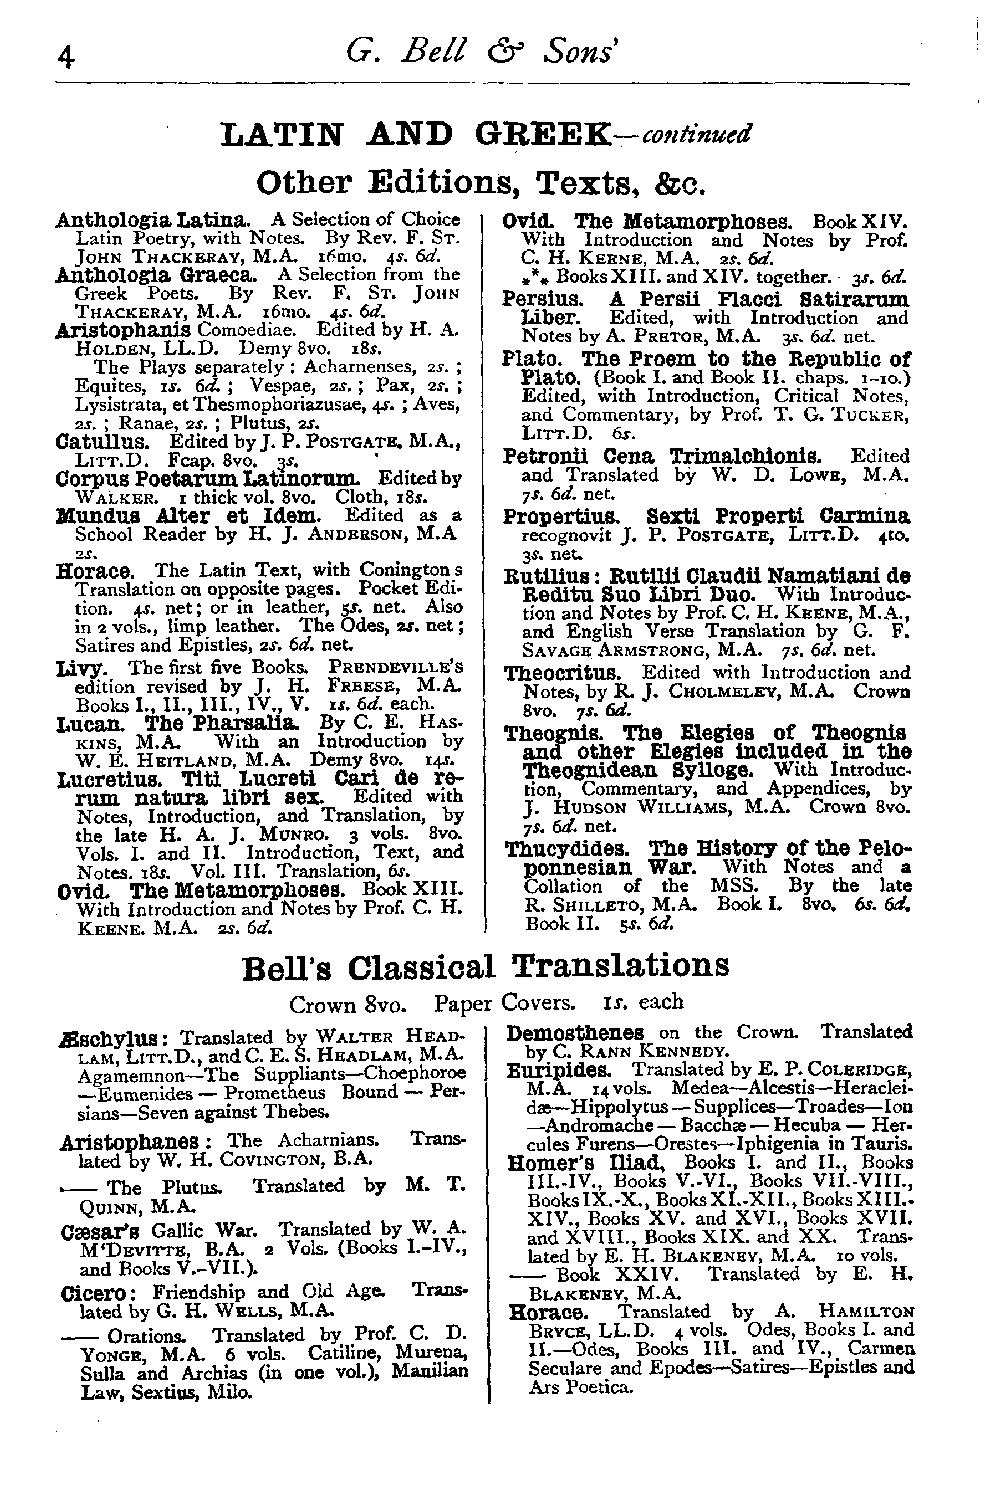 4
G. Bell & Sons'
LATIN AND GREEK—continued
Other Editions, Texts, &c.
Anthologia Latina. A Selection of Choice
Latin Poetry, with Notes. By Rev. F. ST.
JOHN THACKERAY, M.A. 16mo. 4s. 6d.
Anthologia Graeca. A Selection from the
Greek Poets. By Rev. F. ST. JOHN
THACKERAY, M.A. 16mo. 4s. 6d.
Aristophanis Comoediae. Edited by H. A.
HOLDEN, LL.D. Demy 8vo. 18s.
The Plays separately : Acharnenses, 2s. ;
Equites, 1s. 6d. ; Vespae, 2s. ; Pax, 2s. ;
Lysistrata, et Thesmophoriazusae, 4s. ; Aves,
2s. ; Ranae, 2s. ; Plutus, 2s.
Catullus. Edited by J. P. POSTGATE, M.A.,
LITT.D. Fcap. 8vo. 3s.
Corpus Poetarum Latinorum. Edited by
WALKER. 1 thick vol. 8vo. Cloth, 18s.
Mundus Alter et Idem. Edited as a
School Reader by H. J. ANDERSON, M.A
2s.
Horace. The Latin Text, with Conington s
Translation on opposite pages. Pocket Edi-
tion. 4s. net; or in leather, 5s. net. Also
in 2 vols., limp leather. The Odes, 2s. net ;
Satires and Epistles, 2s. 6d. net.
Livy. The first five Books. PRENDEVILLE'S
edition revised by J. H. FREESE, M.A.
Books I., II., III., IV., V. 1s. 6d. each.
Lucan. The Pharsalia. By C. E. HAS-
KINS, M.A. With an Introduction by
W. E. HEITLAND, M.A. Demy 8vo. 14s.
Lucretius. Titi Lucreti Cari de re-
rum natura libri sex. Edited with
Notes, Introduction, and Translation, by
the late H. A. J. MUNRO. 3 vols. 8vo.
Vols. I. and II. Introduction, Text, and
Notes. 18s. Vol. III. Translation, 6s.
Ovid. The Metamorphoses. Book XIII.
With Introduction and Notes by Prof. C. H.
KEENE. M.A. 2s. 6d.
Ovid. The Metamorphoses. Book XIV.
With Introduction and Notes by Prof.
C. H. KEENE, M.A. 2s. 6d.
*** Books XIII. and XIV. together. 3s. 6d.
Persius. A Persii Flacci Satirarum
Liber. Edited, with Introduction and
Notes by A. PRETOR, M.A. 3s. 6d. net.
Plato. The Proem to the Republic of
Plato. (Book I. and Book II. chaps. 1-10.)
Edited, with Introduction, Critical Notes,
and Commentary, by Prof. T. G. TUCKER,
LITT.D. 6s.
Petronii Cena Trimalchionis. Edited
and Translated by W. D. LOWE, M.A.
7s. 6d. net.
Propertius. Sexti Properti Carmina
recognovit J. P. POSTGATE, LITT.D. 4to.
3s. net.
Rutilius : Rutilii Claudii Namatiani de
Reditu Suo Libri Duo. With Introduc-
tion and Notes by Prof. C. H. KEENE, M.A.,
and English Verse Translation by G. F.
SAVAGE ARMSTRONG, M.A. 7s. 6d. net.
Theocritus. Edited with Introduction and
Notes, by R. J. CHOLMELEY, M.A. Crown
8vo. 7s. 6d.
Theognis. The Elegies of Theognis
and other Elegies included in the
Theognidean Sylloge. With Introduc-
tion, Commentary, and Appendices, by
J. HUDSON WILLIAMS, M.A. Crown 8vo.
7s. 6d. net.
Thucydides. The History of the Pelo-
ponnesian War. With Notes and a
Collation of the MSS. By the late
R. SHILLETO, M.A. Book I. 8vo. 6s. 6d.
Book II. 5s. 6d.
Bell's Classical Translations
Crown 8vo. Paper Covers. 1s. each
Æschylus: Translated by WALTER HEAD-
LAM, LITT.D., and C. E. S. HEADLAM, M.A.
Agamemnon—The Suppliants—Choephoroe
—Eumenides — Prometheus Bound — Per-
sians—Seven against Thebes.
Aristophanes : The Acharnians. Trans-
lated by W. H. COVINGTON, B.A.
—— The Plutus. Translated by M. T.
QUINN, M.A.
Cæsar's Gallic War. Translated by W. A.
M'DEVITTE, B.A. 2 Vols. (Books I.-IV.,
and Books V.-VII.).
Cicero: Friendship and Old Age. Trans-
lated by G. H. WELLS, M.A.
—— Orations. Translated by Prof. C. D.
YONGE, M.A. 6 vols. Catiline, Murena,
Sulla and Archias (in one vol.), Manilian
Law, Sextius, Milo.
Demosthenes on the Crown. Translated
by C. RANN KENNEDY.
Euripides. Translated by E. P. COLERIDGE,
M.A. 14 vols. Medea—Alcestis—Heraclei-
dæ—Hippolytus — Supplices—Troades—Ion
—Andromache — Bacchæ — Hecuba — Her-
cules Furens—Orestes—Iphigenia in Tauris.
Homer's Iliad, Books I. and II., Books
III.-IV., Books V.-VI., Books VII.-VIII.,
Books IX.-X., Books XI.-XII., Books XIII.-
XIV., Books XV. and XVI., Books XVII.
and XVIII., Books XIX. and XX. Trans-
lated by E. H. BLAKENEY, M.A. 10 vols.
—— Book XXIV. Translated by E. H.
BLAKENEY, M.A.
Horace. Translated by A. HAMILTON
BRYCE, LL.D. 4 vols. Odes, Books I. and
II.—Odes, Books III. and IV., Carmen
Seculare and Epodes—Satires—Epistles and
Ars Poetica.